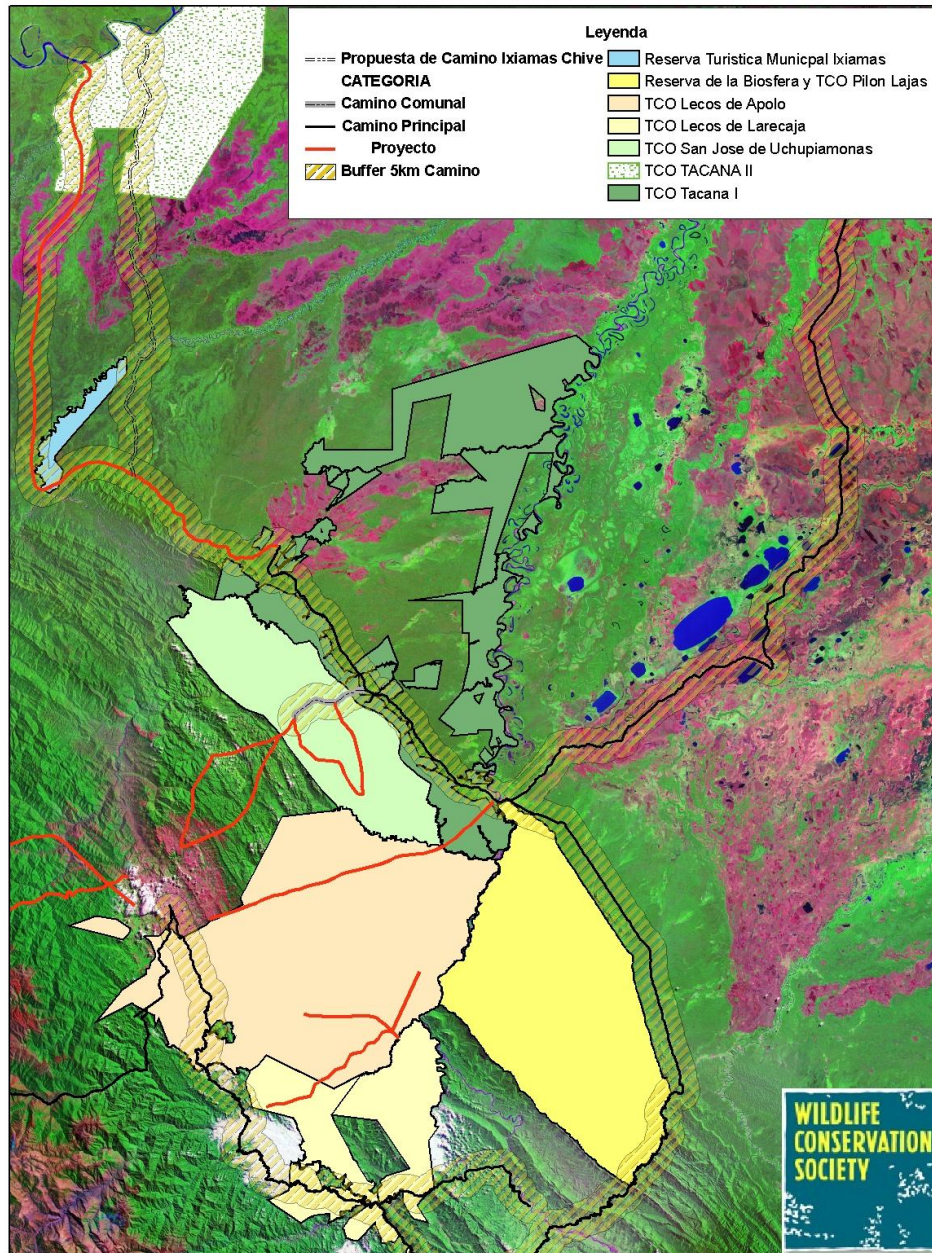 Leyenda
Propuesta de Camino Ixiamas Chive
CATEGORIA
Camino Comunal
Camino Principal
Proyecto
Buffer 5km Camino
Reserva Turistica Municpal Ixiamas
Reserva de la Biosfera y TCO Pilon Lajas
TCO Lecos de Apolo
TCO Lecos de Larecaja
TCO San Jose de Uchupiamonas
TCO TACANA II
TCO Tacana I
WILDLIFE
CONSERVATION
SOCIETY